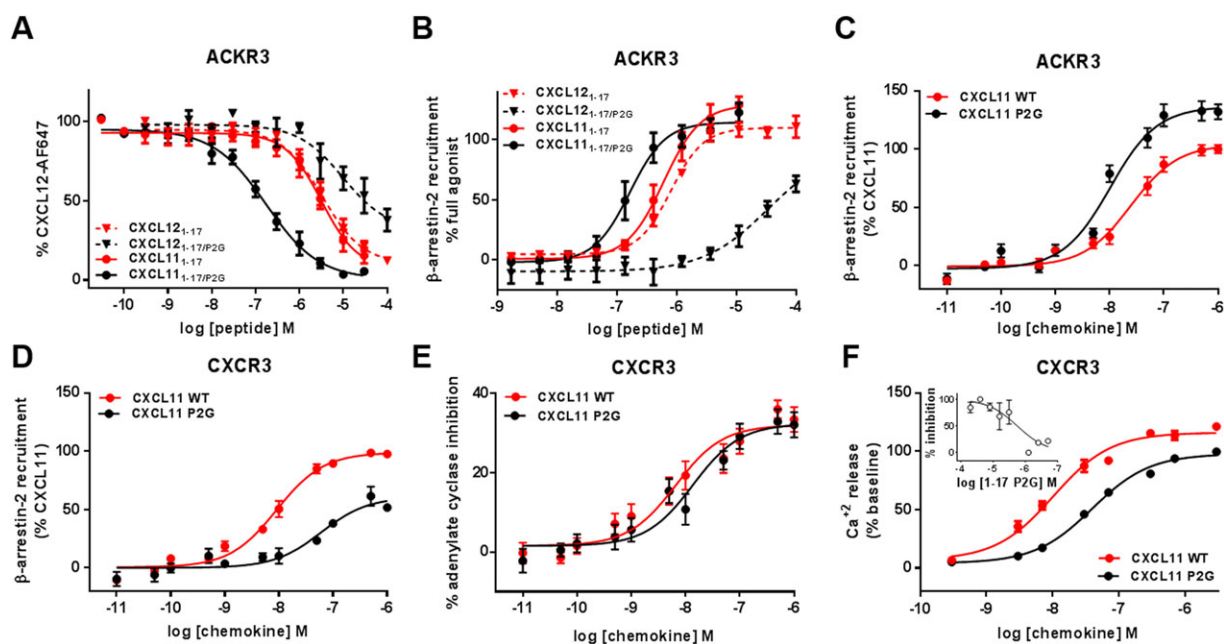 A
ACKR3
% CXCL12-AF647
100
50
0
CXCL12₁₋₁₇
CXCL12₁₋₁₇/P2G
CXCL11₁₋₁₇
CXCL11₁₋₁₇/P2G
-10 -9 -8 -7 -6 -5 -4
log [peptide] M
B
ACKR3
β-arrestin-2 recruitment
% full agonist
100
50
0
CXCL12₁₋₁₇
CXCL12₁₋₁₇/P2G
CXCL11₁₋₁₇
CXCL11₁₋₁₇/P2G
-9 -8 -7 -6 -5 -4
log [peptide] M
C
ACKR3
β-arrestin-2 recruitment
(% CXCL11)
150
100
50
0
CXCL11 WT
CXCL11 P2G
-11 -10 -9 -8 -7 -6
log [chemokine] M
D
CXCR3
β-arrestin-2 recruitment
(% CXCL11)
150
100
50
0
CXCL11 WT
CXCL11 P2G
-11 -10 -9 -8 -7 -6
log [chemokine] M
E
CXCR3
% adenylate cyclase inhibition
40
20
0
CXCL11 WT
CXCL11 P2G
-11 -10 -9 -8 -7 -6
log [chemokine] M
F
CXCR3
Ca⁺² release
(% baseline)
150
100
50
0
% inhibition
100
50
0
-4 -5 -6 -7
log [1-17 P2G] M
CXCL11 WT
CXCL11 P2G
-10 -9 -8 -7 -6
log [chemokine] M